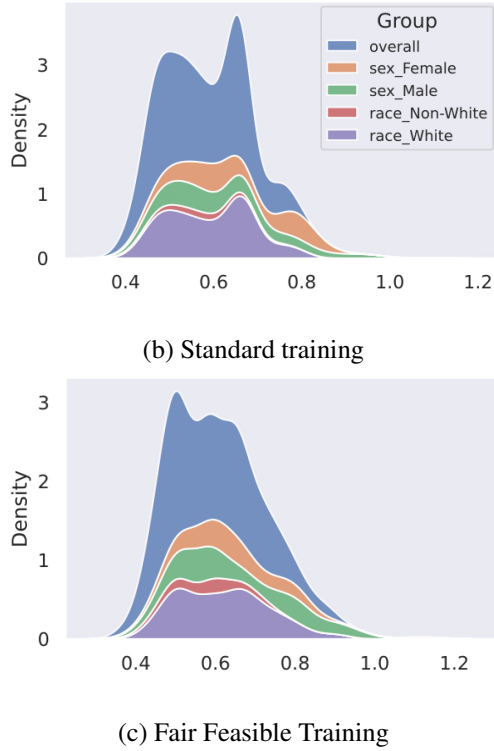 Group
overall
sex_Female
sex_Male
race_Non-White
race_White
Density
3
2
1
0
0.4 0.6 0.8 1.0 1.2
(b) Standard training
Density
3
2
1
0
0.4 0.6 0.8 1.0 1.2
(c) Fair Feasible Training